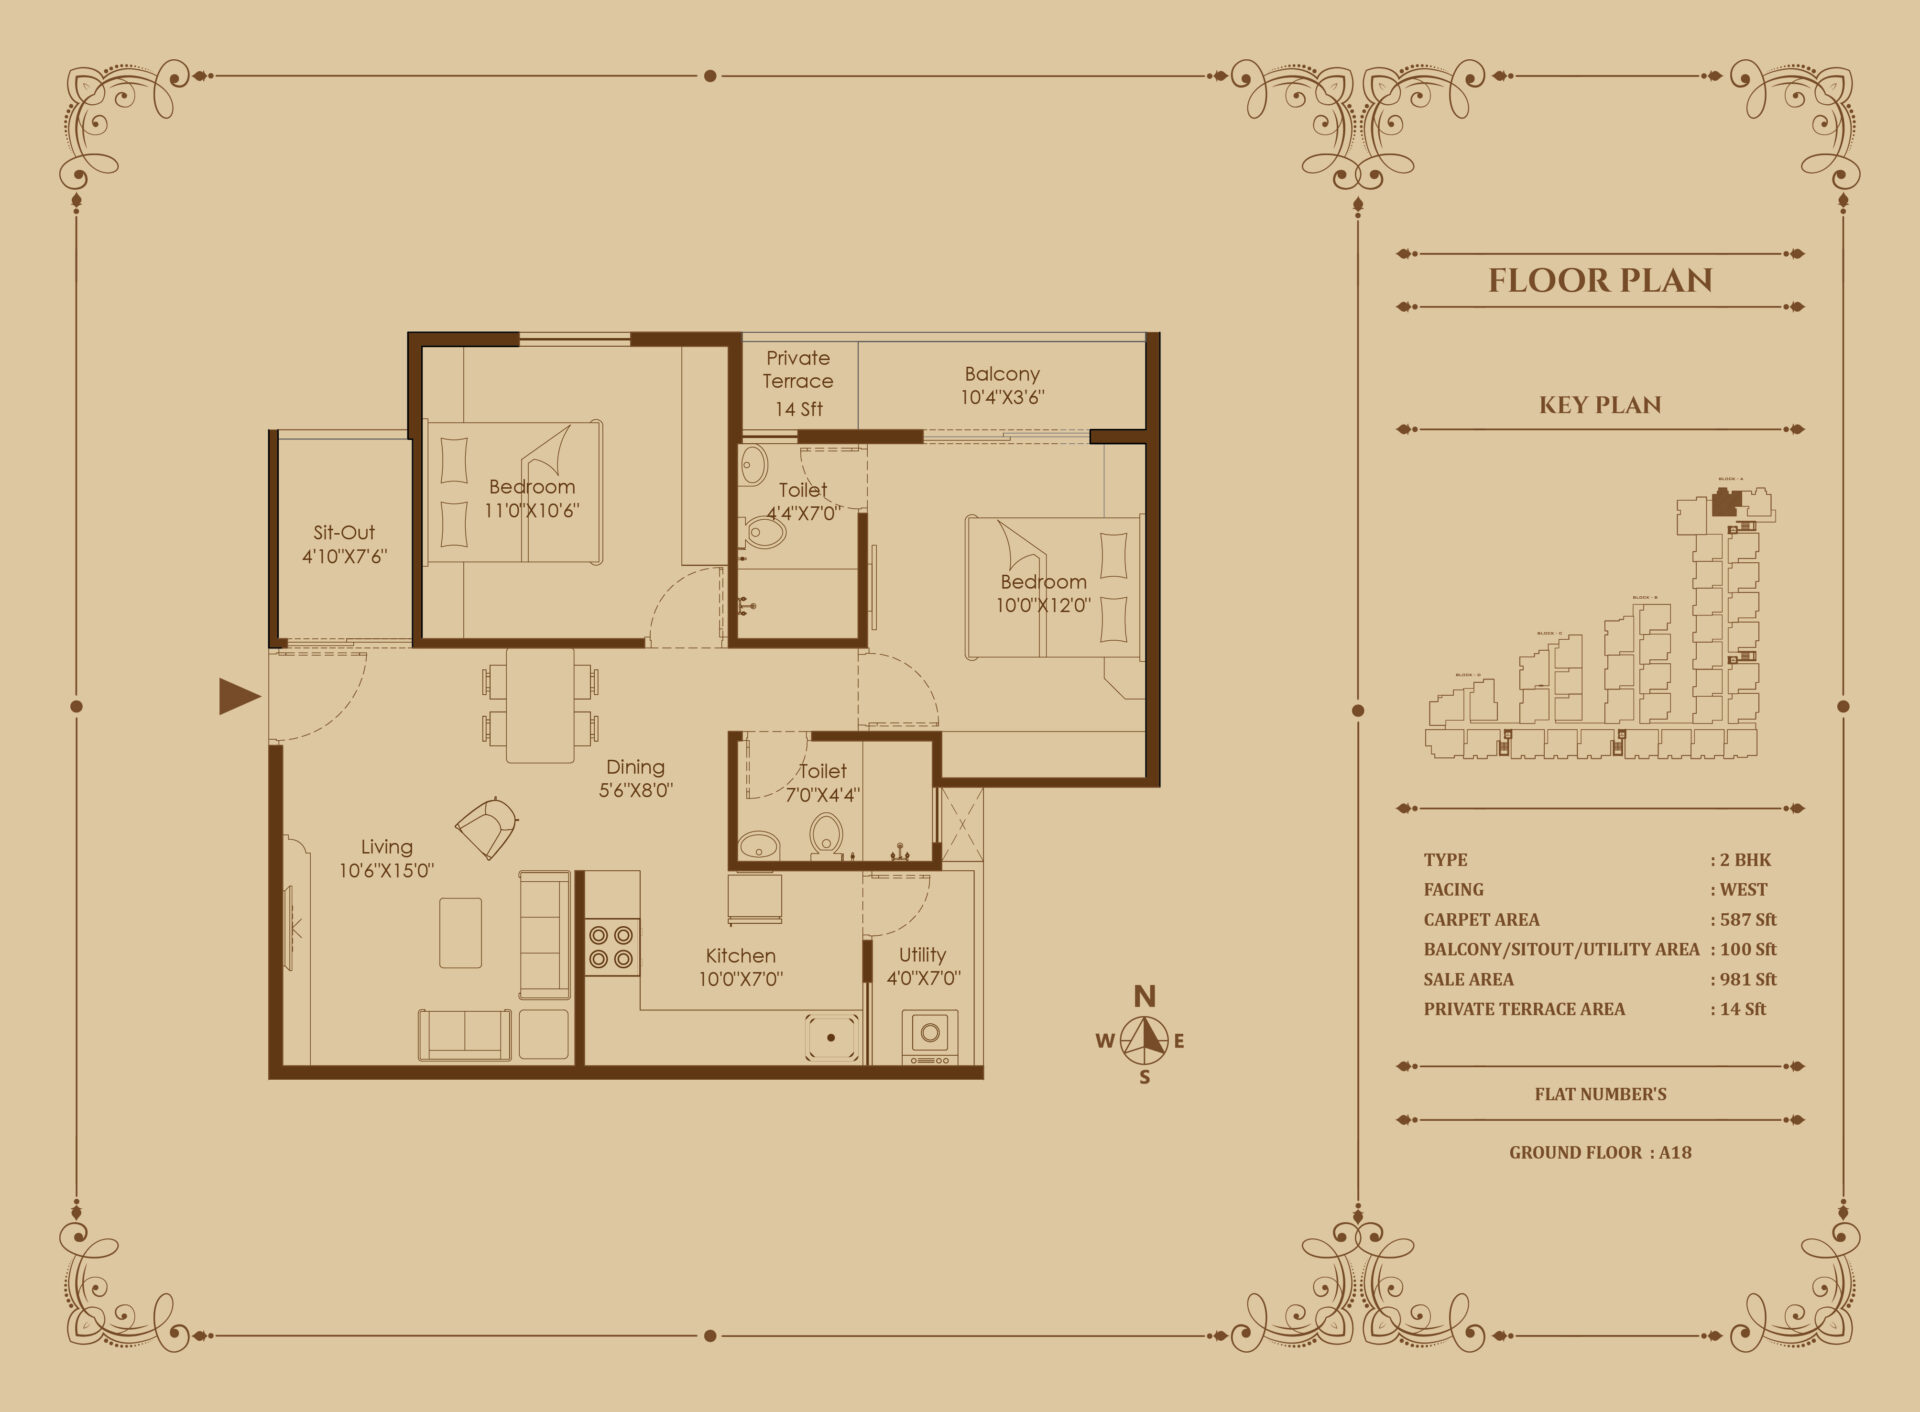 Private
Terrace
14 Sft
Balcony
10'4"X3'6"
Bedroom
11'0"X10'6"
Toilet
4'4"X7'0"
Sit-Out
4'10"X7'6"
Bedroom
10'0"X12'0"
Dining
5'6"X8'0"
Toilet
7'0"X4'4"
Living
10'6"X15'0"
Kitchen
10'0"X7'0"
Utility
4'0"X7'0"
N
W E
S
FLOOR PLAN
KEY PLAN
BLOCK - A
BLOCK - B
BLOCK - C
BLOCK - D
TYPE : 2 BHK
FACING : WEST
CARPET AREA : 587 Sft
BALCONY/SITOUT/UTILITY AREA : 100 Sft
SALE AREA : 981 Sft
PRIVATE TERRACE AREA : 14 Sft
FLAT NUMBER'S
GROUND FLOOR : A18